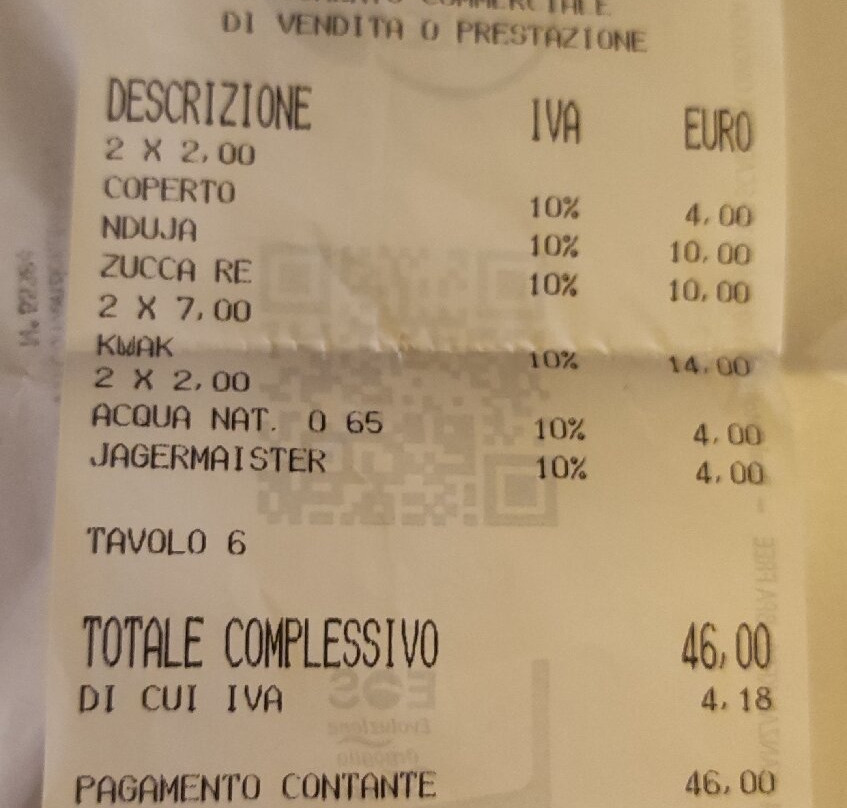 COMMERCIALE
DI VENDITA O PRESTAZIONE
DESCRIZIONE IVA EURO
2 X 2,00
COPERTO 10% 4,00
NDUJA 10% 10,00
ZUCCA RE 10% 10,00
2 X 7,00
KWAK 10% 14,00
2 X 2,00
ACQUA NAT. 0 65 10% 4,00
JAGERMAISTER 10% 4,00
TAVOLO 6
TOTALE COMPLESSIVO 46,00
DI CUI IVA 4,18
PAGAMENTO CONTANTE 46,00